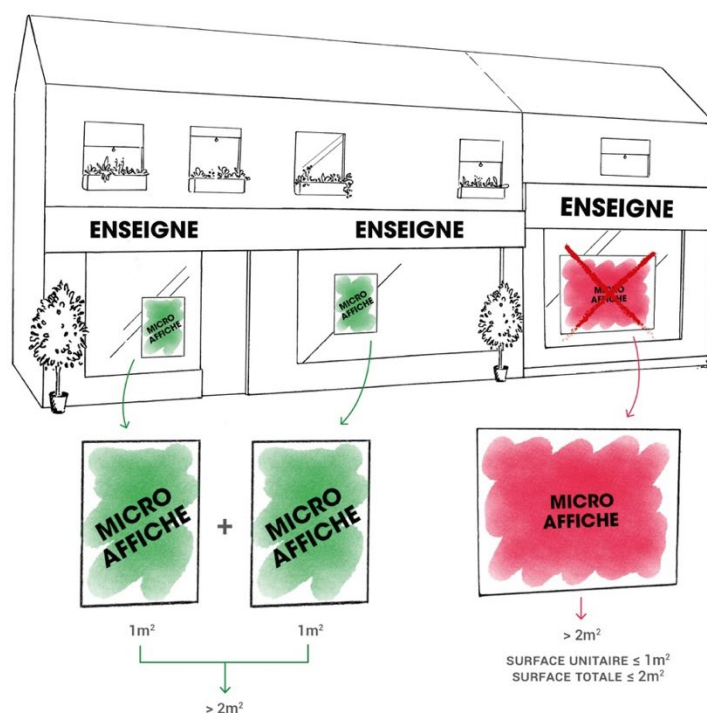 ENSEIGNE
ENSEIGNE
ENSEIGNE
MICRO
AFFICHE
MICRO
AFFICHE
MICRO
AFFICHE
MICRO
AFFICHE
+
MICRO
AFFICHE
MICRO
AFFICHE
1m²
1m²
> 2m²
> 2m²
SURFACE UNITAIRE ≤ 1m²
SURFACE TOTALE ≤ 2m²